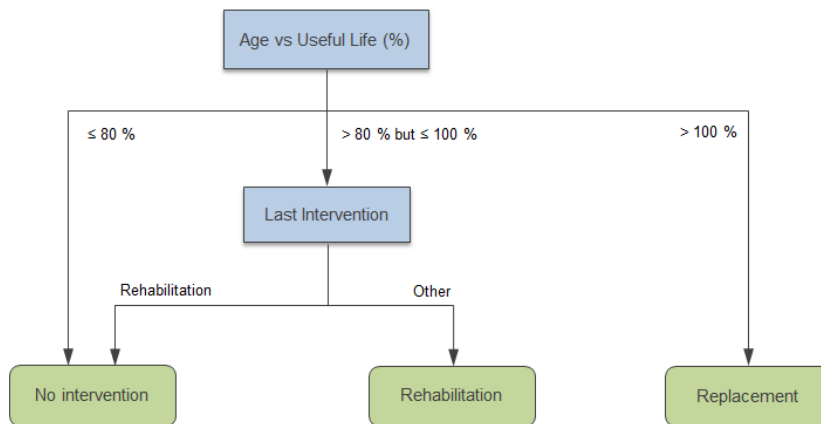 Age vs Useful Life (%)
≤ 80 %
> 80 % but ≤ 100 %
> 100 %
Last Intervention
Rehabilitation
Other
No intervention
Rehabilitation
Replacement